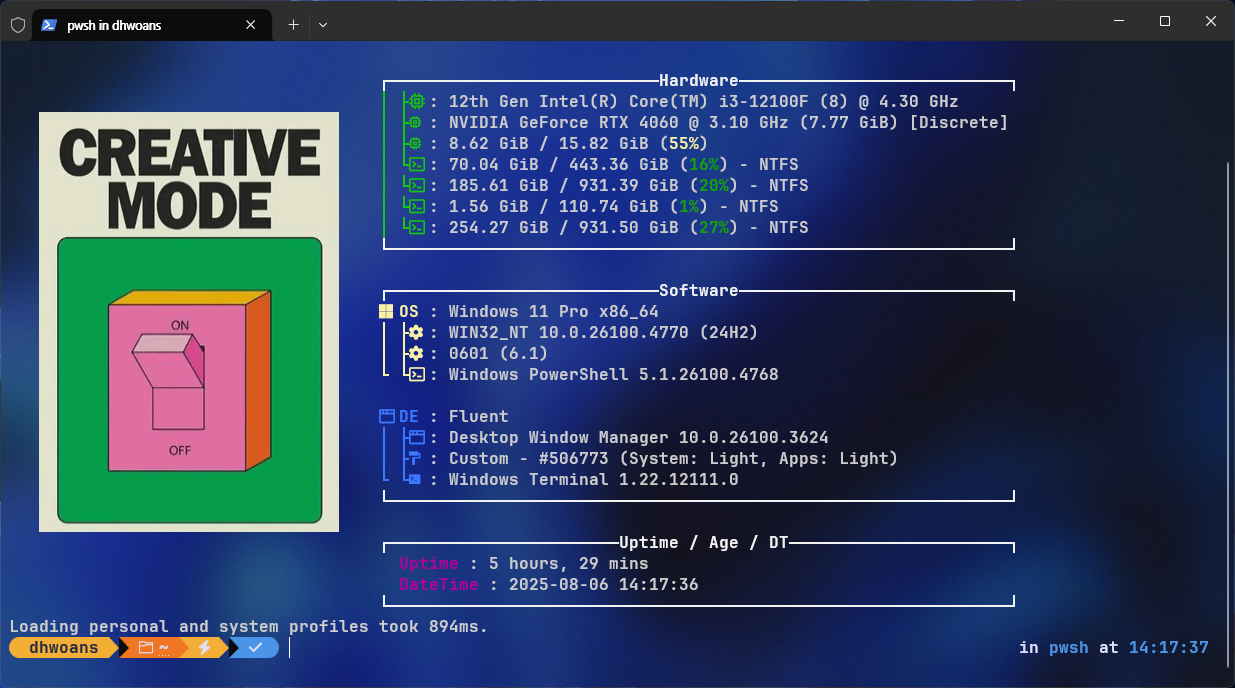 pwsh in dhwoans
CREATIVE
MODE
ON
OFF
Hardware
: 12th Gen Intel(R) Core(TM) i3-12100F (8) @ 4.30 GHz
: NVIDIA GeForce RTX 4060 @ 3.10 GHz (7.77 GiB) [Discrete]
: 8.62 GiB / 15.82 GiB (55%)
: 70.04 GiB / 443.36 GiB (16%) - NTFS
: 185.61 GiB / 931.39 GiB (20%) - NTFS
: 1.56 GiB / 110.74 GiB (1%) - NTFS
: 254.27 GiB / 931.50 GiB (27%) - NTFS
Software
OS : Windows 11 Pro x86_64
: WIN32_NT 10.0.26100.4770 (24H2)
: 0601 (6.1)
: Windows PowerShell 5.1.26100.4768
DE : Fluent
: Desktop Window Manager 10.0.26100.3624
: Custom - #506773 (System: Light, Apps: Light)
: Windows Terminal 1.22.12111.0
Uptime / Age / DT
Uptime : 5 hours, 29 mins
DateTime : 2025-08-06 14:17:36
Loading personal and system profiles took 894ms.
dhwoans ~ in pwsh at 14:17:37